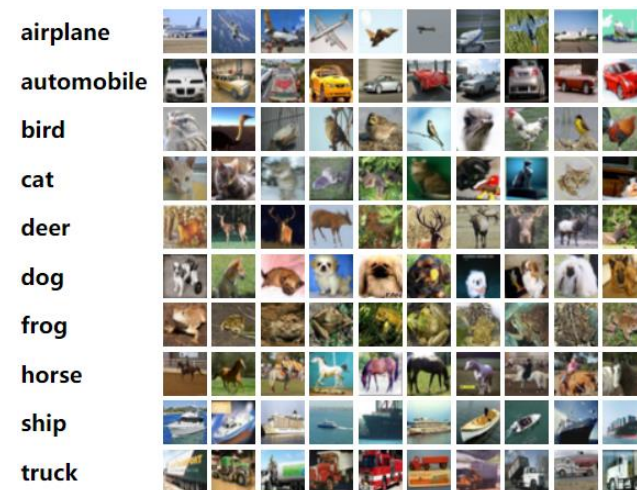 airplane
automobile
bird
cat
deer
dog
frog
horse
ship
truck